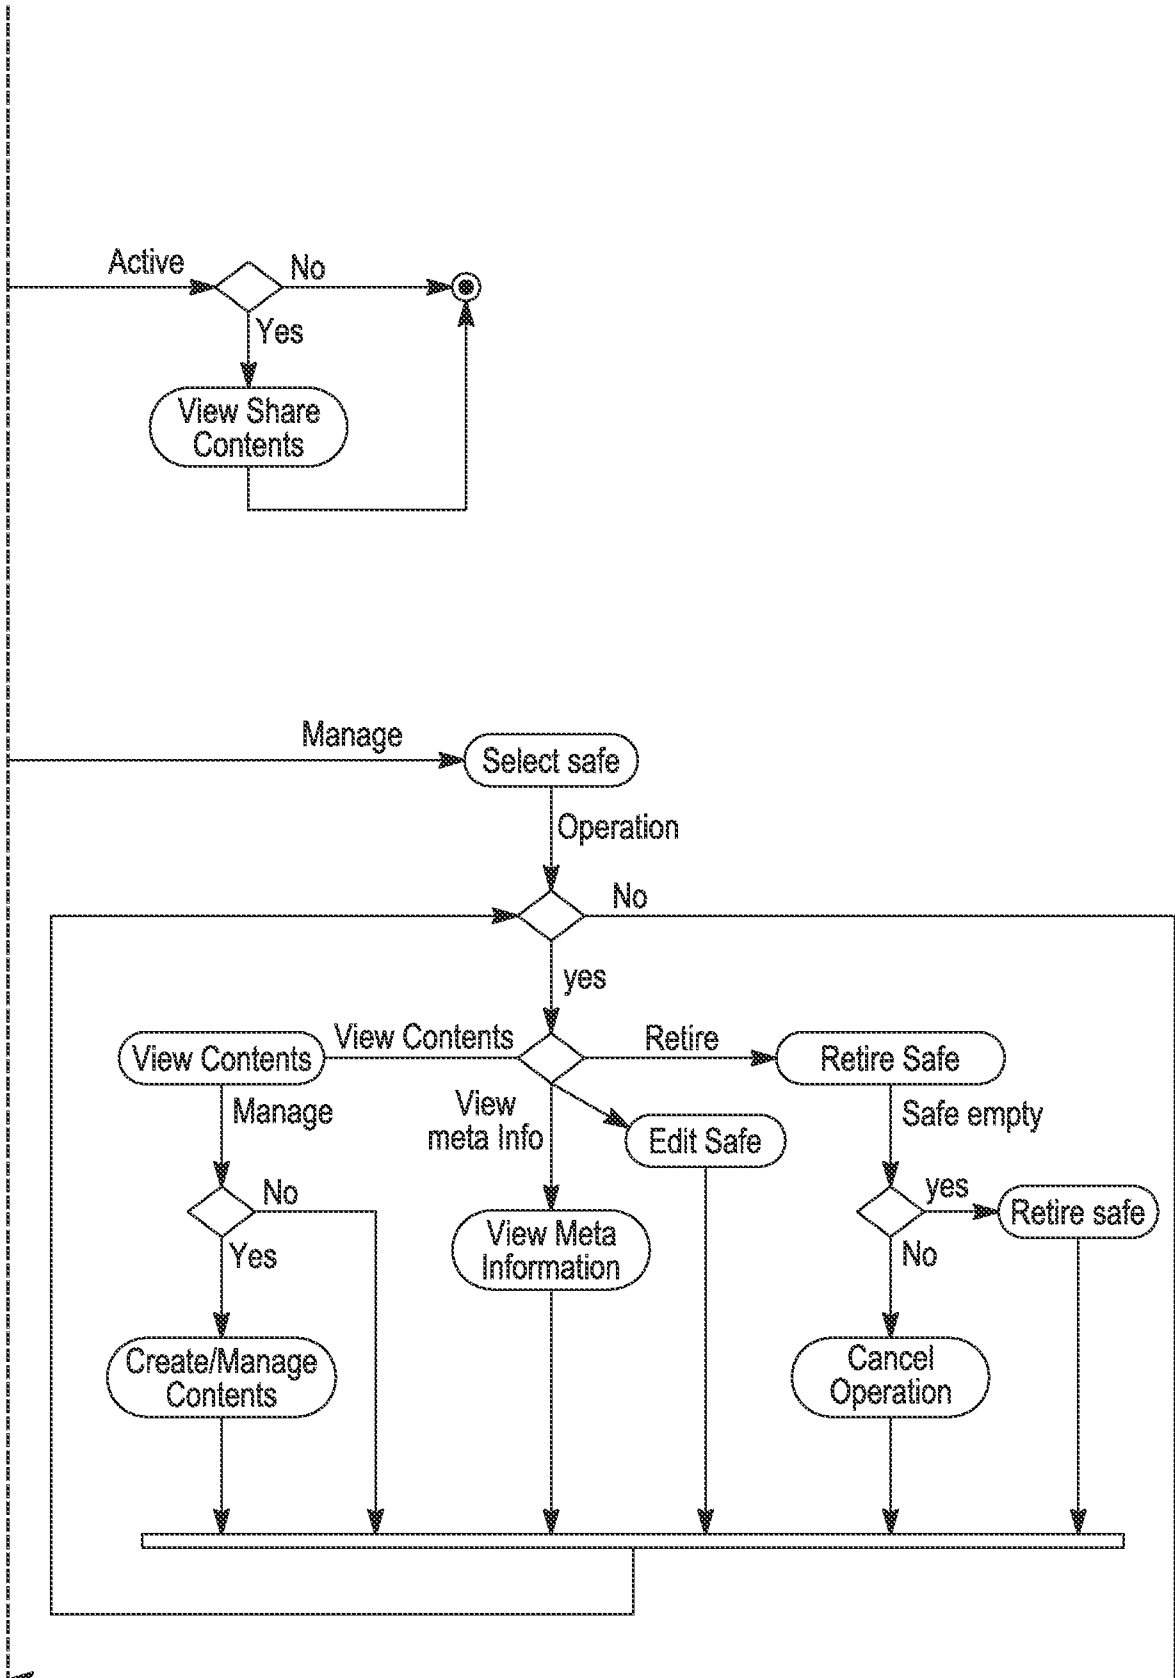 Active
No
Yes
View Share
Contents
Manage
Select safe
Operation
No
yes
View Contents
View Contents
Retire
Retire Safe
Manage
View
meta Info
Edit Safe
Safe empty
No
Yes
View Meta
Information
yes
Retire safe
No
Create/Manage
Contents
Cancel
Operation